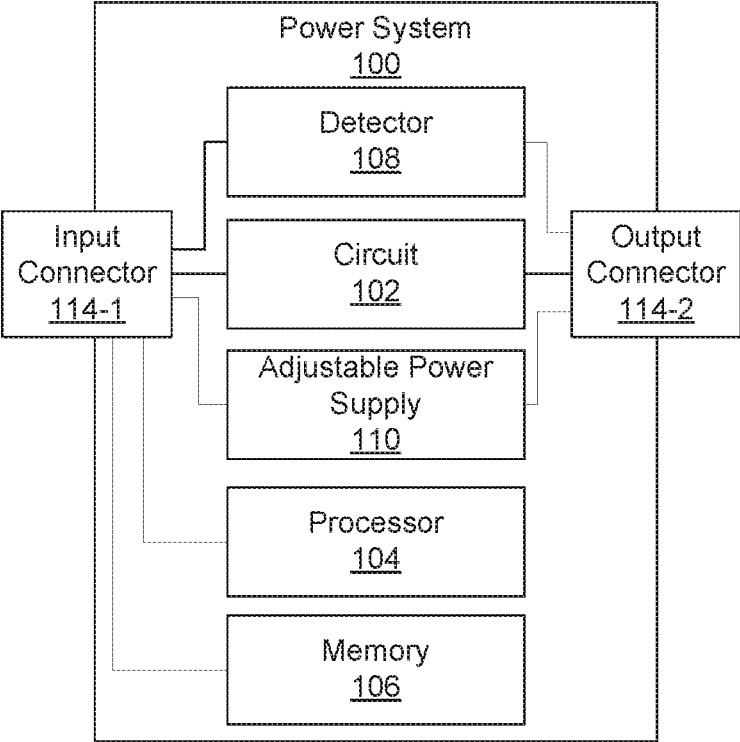 Power System
100
Detector
108
Input
Connector
114-1
Circuit
102
Output
Connector
114-2
Adjustable Power
Supply
110
Processor
104
Memory
106